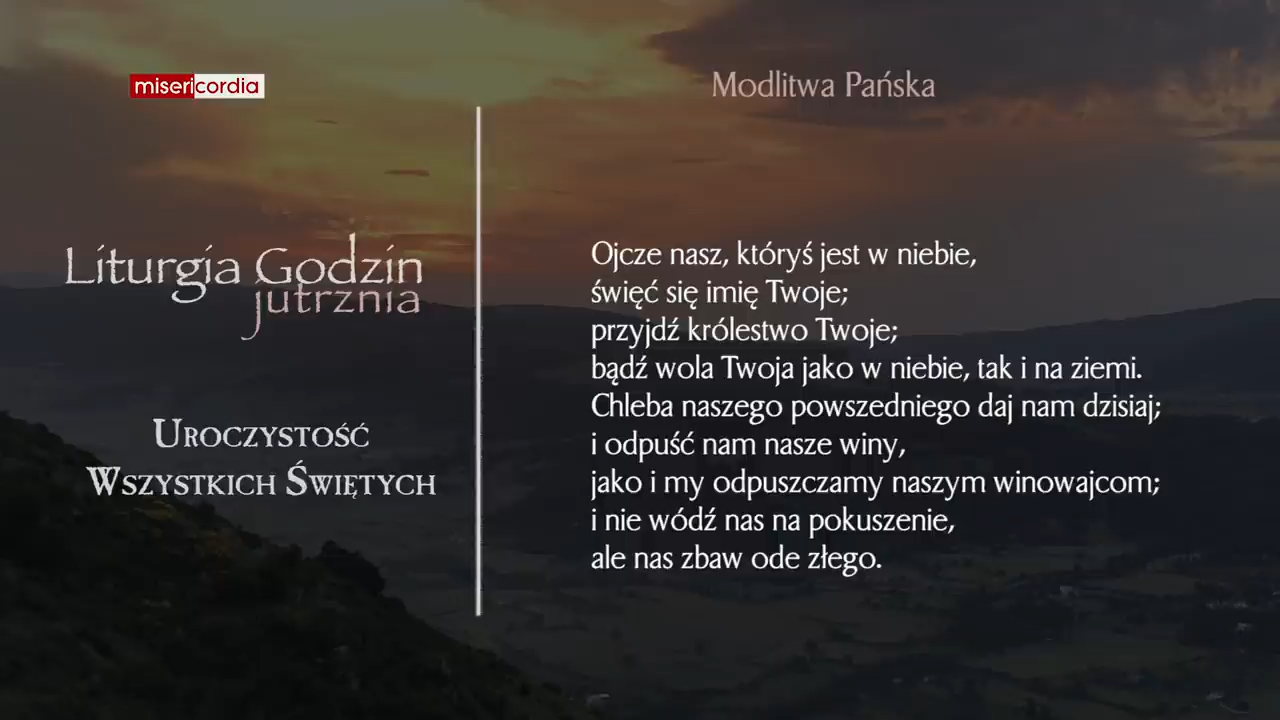 misericordia
Liturgia Godzin
jutrznia
Uroczystość
Wszystkich Świętych
Modlitwa Pańska
Ojcze nasz, któryś jest w niebie,
święć się imię Twoje;
przyjdź królestwo Twoje;
bądź wola Twoja jako w niebie, tak i na ziemi.
Chleba naszego powszedniego daj nam dzisiaj;
i odpuść nam nasze winy,
jako i my odpuszczamy naszym winowajcom;
i nie wódź nas na pokuszenie,
ale nas zbaw ode złego.